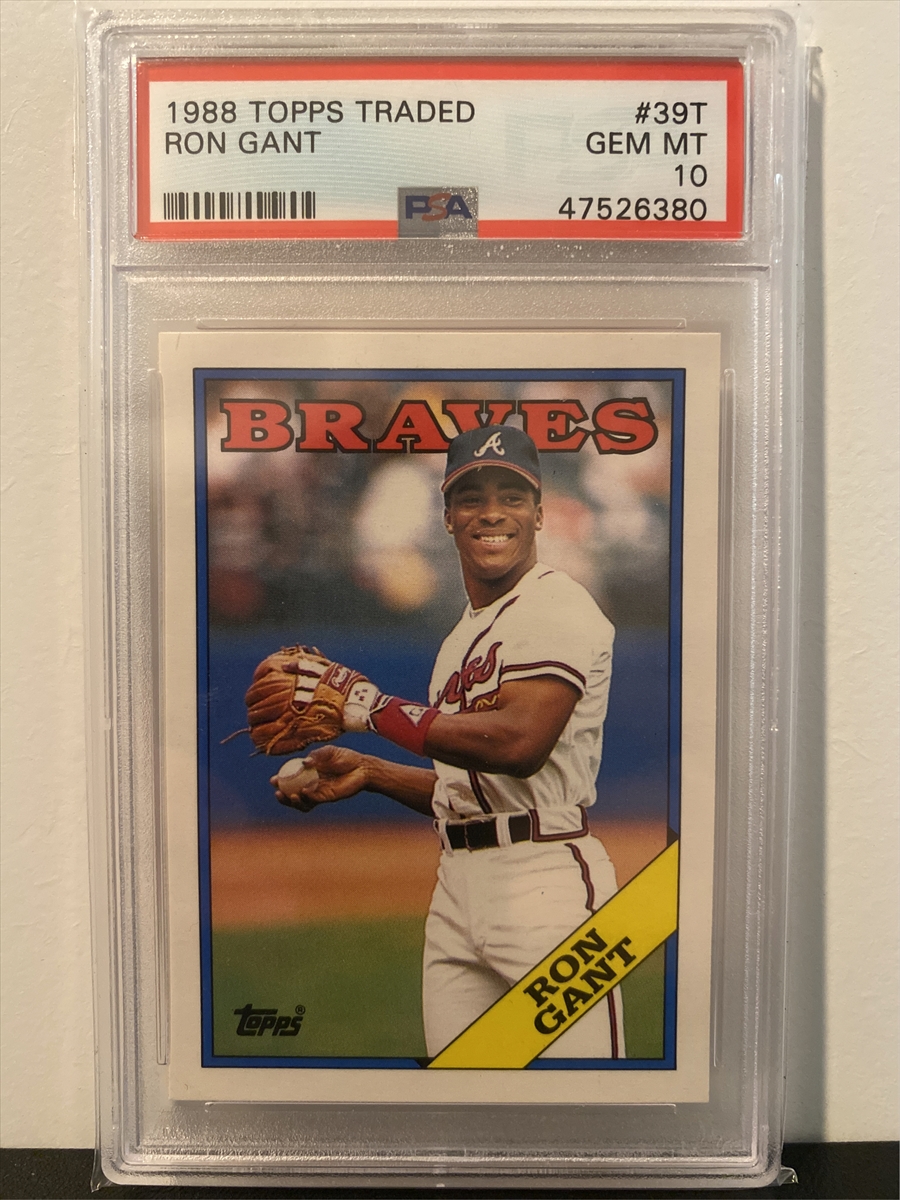 1988 TOPPS TRADED #39T
RON GANT GEM MT
10
PSA 47526380
BRAVES
A
RON
GANT
topps®